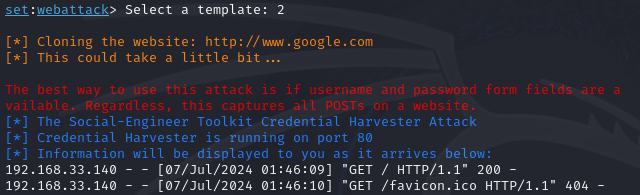 set:webattack> Select a template: 2
[*] Cloning the website: http://www.google.com
[*] This could take a little bit...
The best way to use this attack is if username and password form fields are a
vailable. Regardless, this captures all POSTs on a website.
[*] The Social-Engineer Toolkit Credential Harvester Attack
[*] Credential Harvester is running on port 80
[*] Information will be displayed to you as it arrives below:
192.168.33.140 - - [07/Jul/2024 01:46:09] "GET / HTTP/1.1" 200 -
192.168.33.140 - - [07/Jul/2024 01:46:10] "GET /favicon.ico HTTP/1.1" 404 -